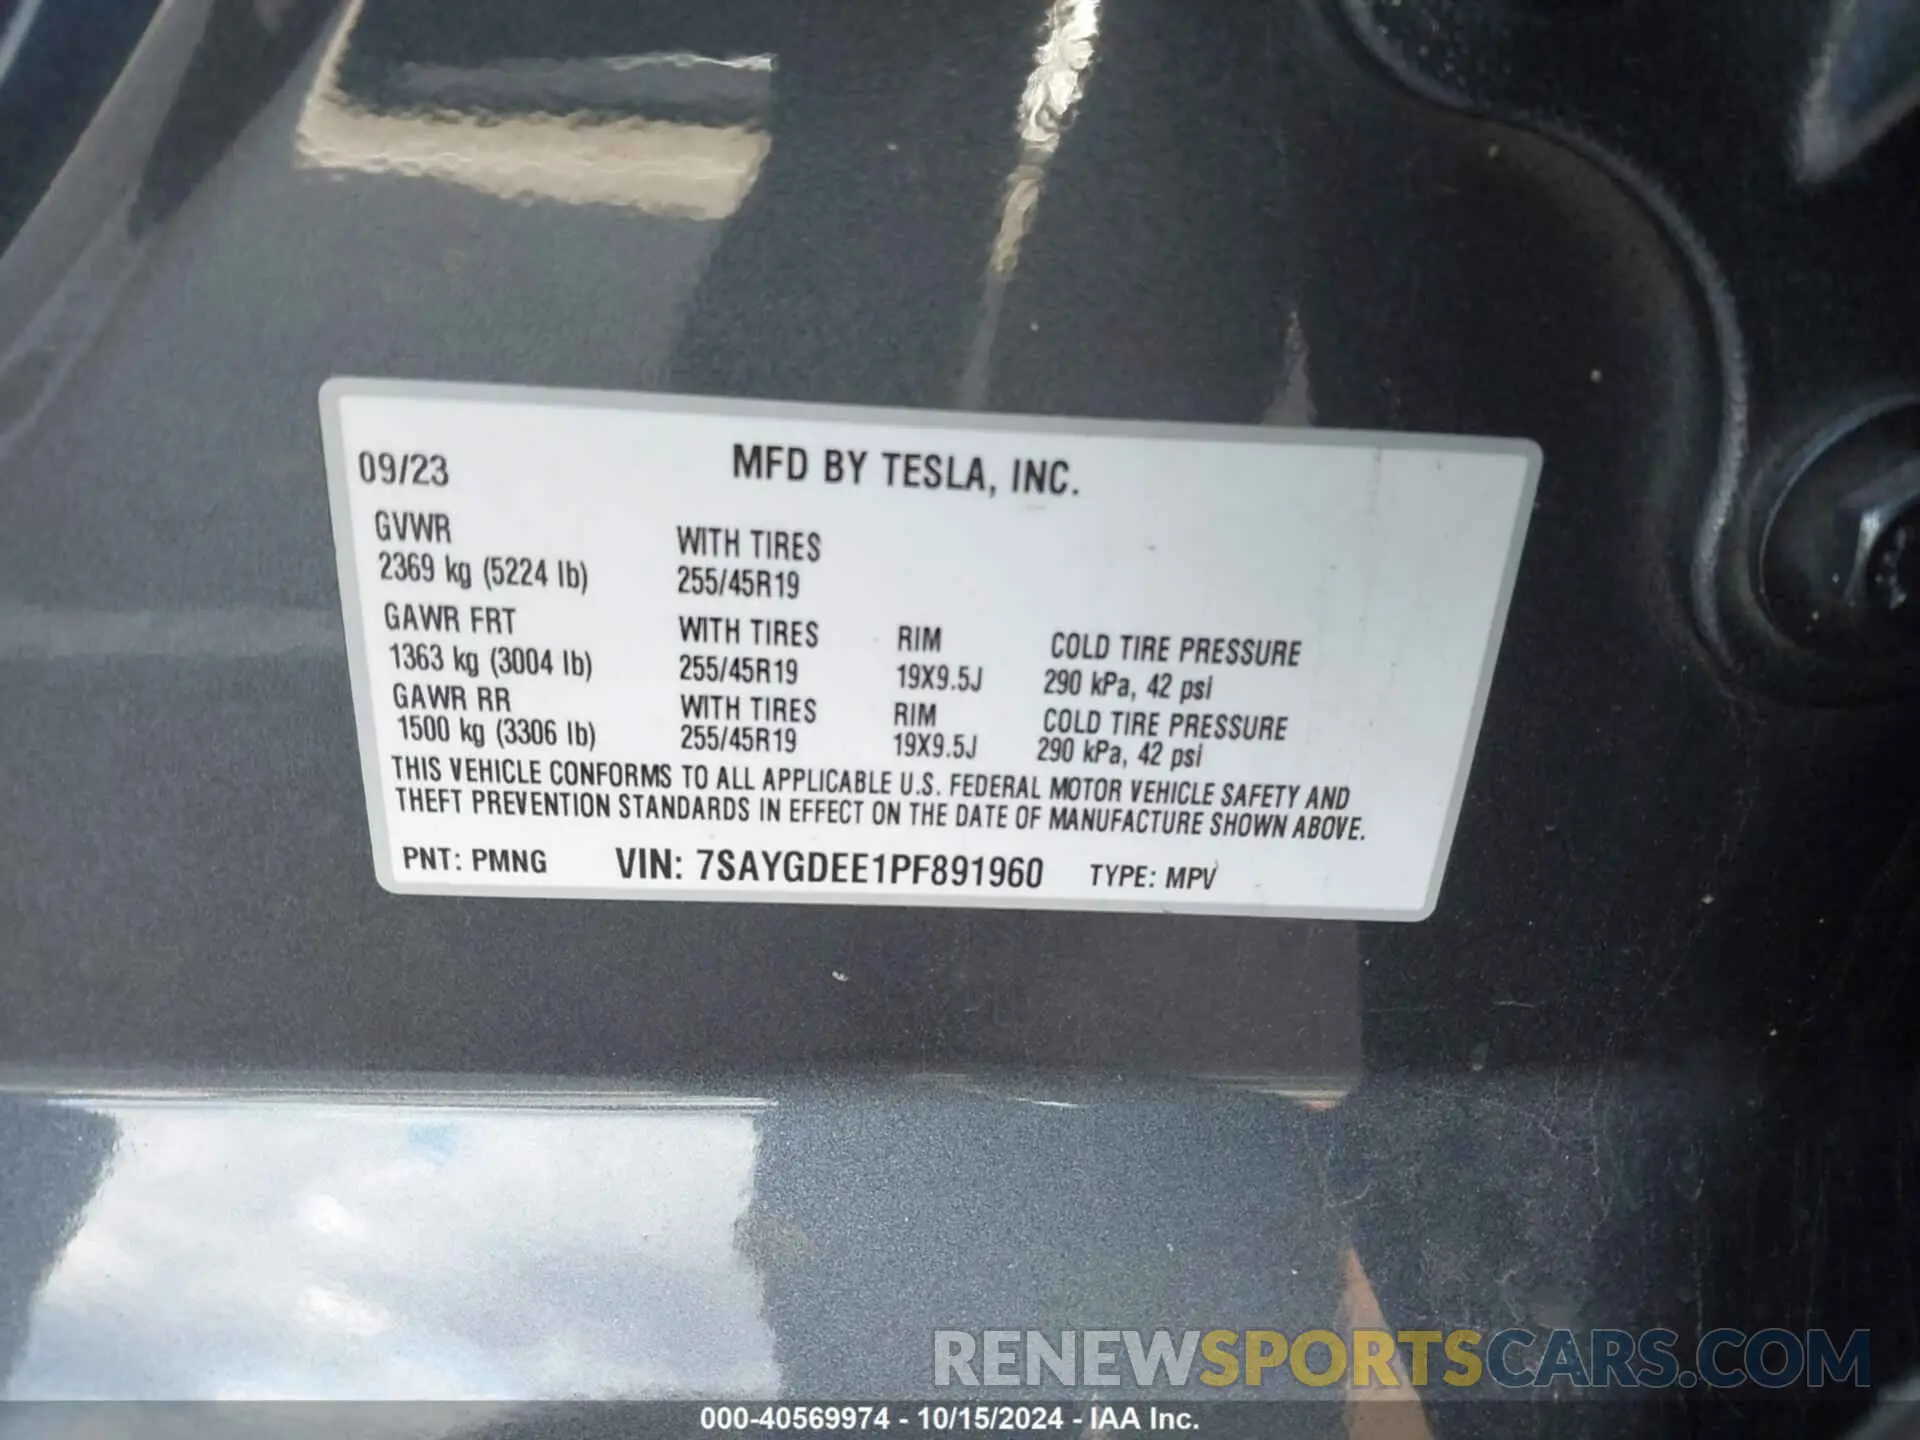 09/23 MFD BY TESLA, INC.
GVWR WITH TIRES
2369 kg (5224 lb) 255/45R19
GAWR FRT WITH TIRES RIM COLD TIRE PRESSURE
1363 kg (3004 lb) 255/45R19 19X9.5J 290 kPa, 42 psi
GAWR RR WITH TIRES RIM COLD TIRE PRESSURE
1500 kg (3306 lb) 255/45R19 19X9.5J 290 kPa, 42 psi
THIS VEHICLE CONFORMS TO ALL APPLICABLE U.S. FEDERAL MOTOR VEHICLE SAFETY AND
THEFT PREVENTION STANDARDS IN EFFECT ON THE DATE OF MANUFACTURE SHOWN ABOVE.
PNT: PMNG VIN: 7SAYGDEE1PF891960 TYPE: MPV
RENEWSPORTSCARS.COM
000-40569974 - 10/15/2024 - IAA Inc.